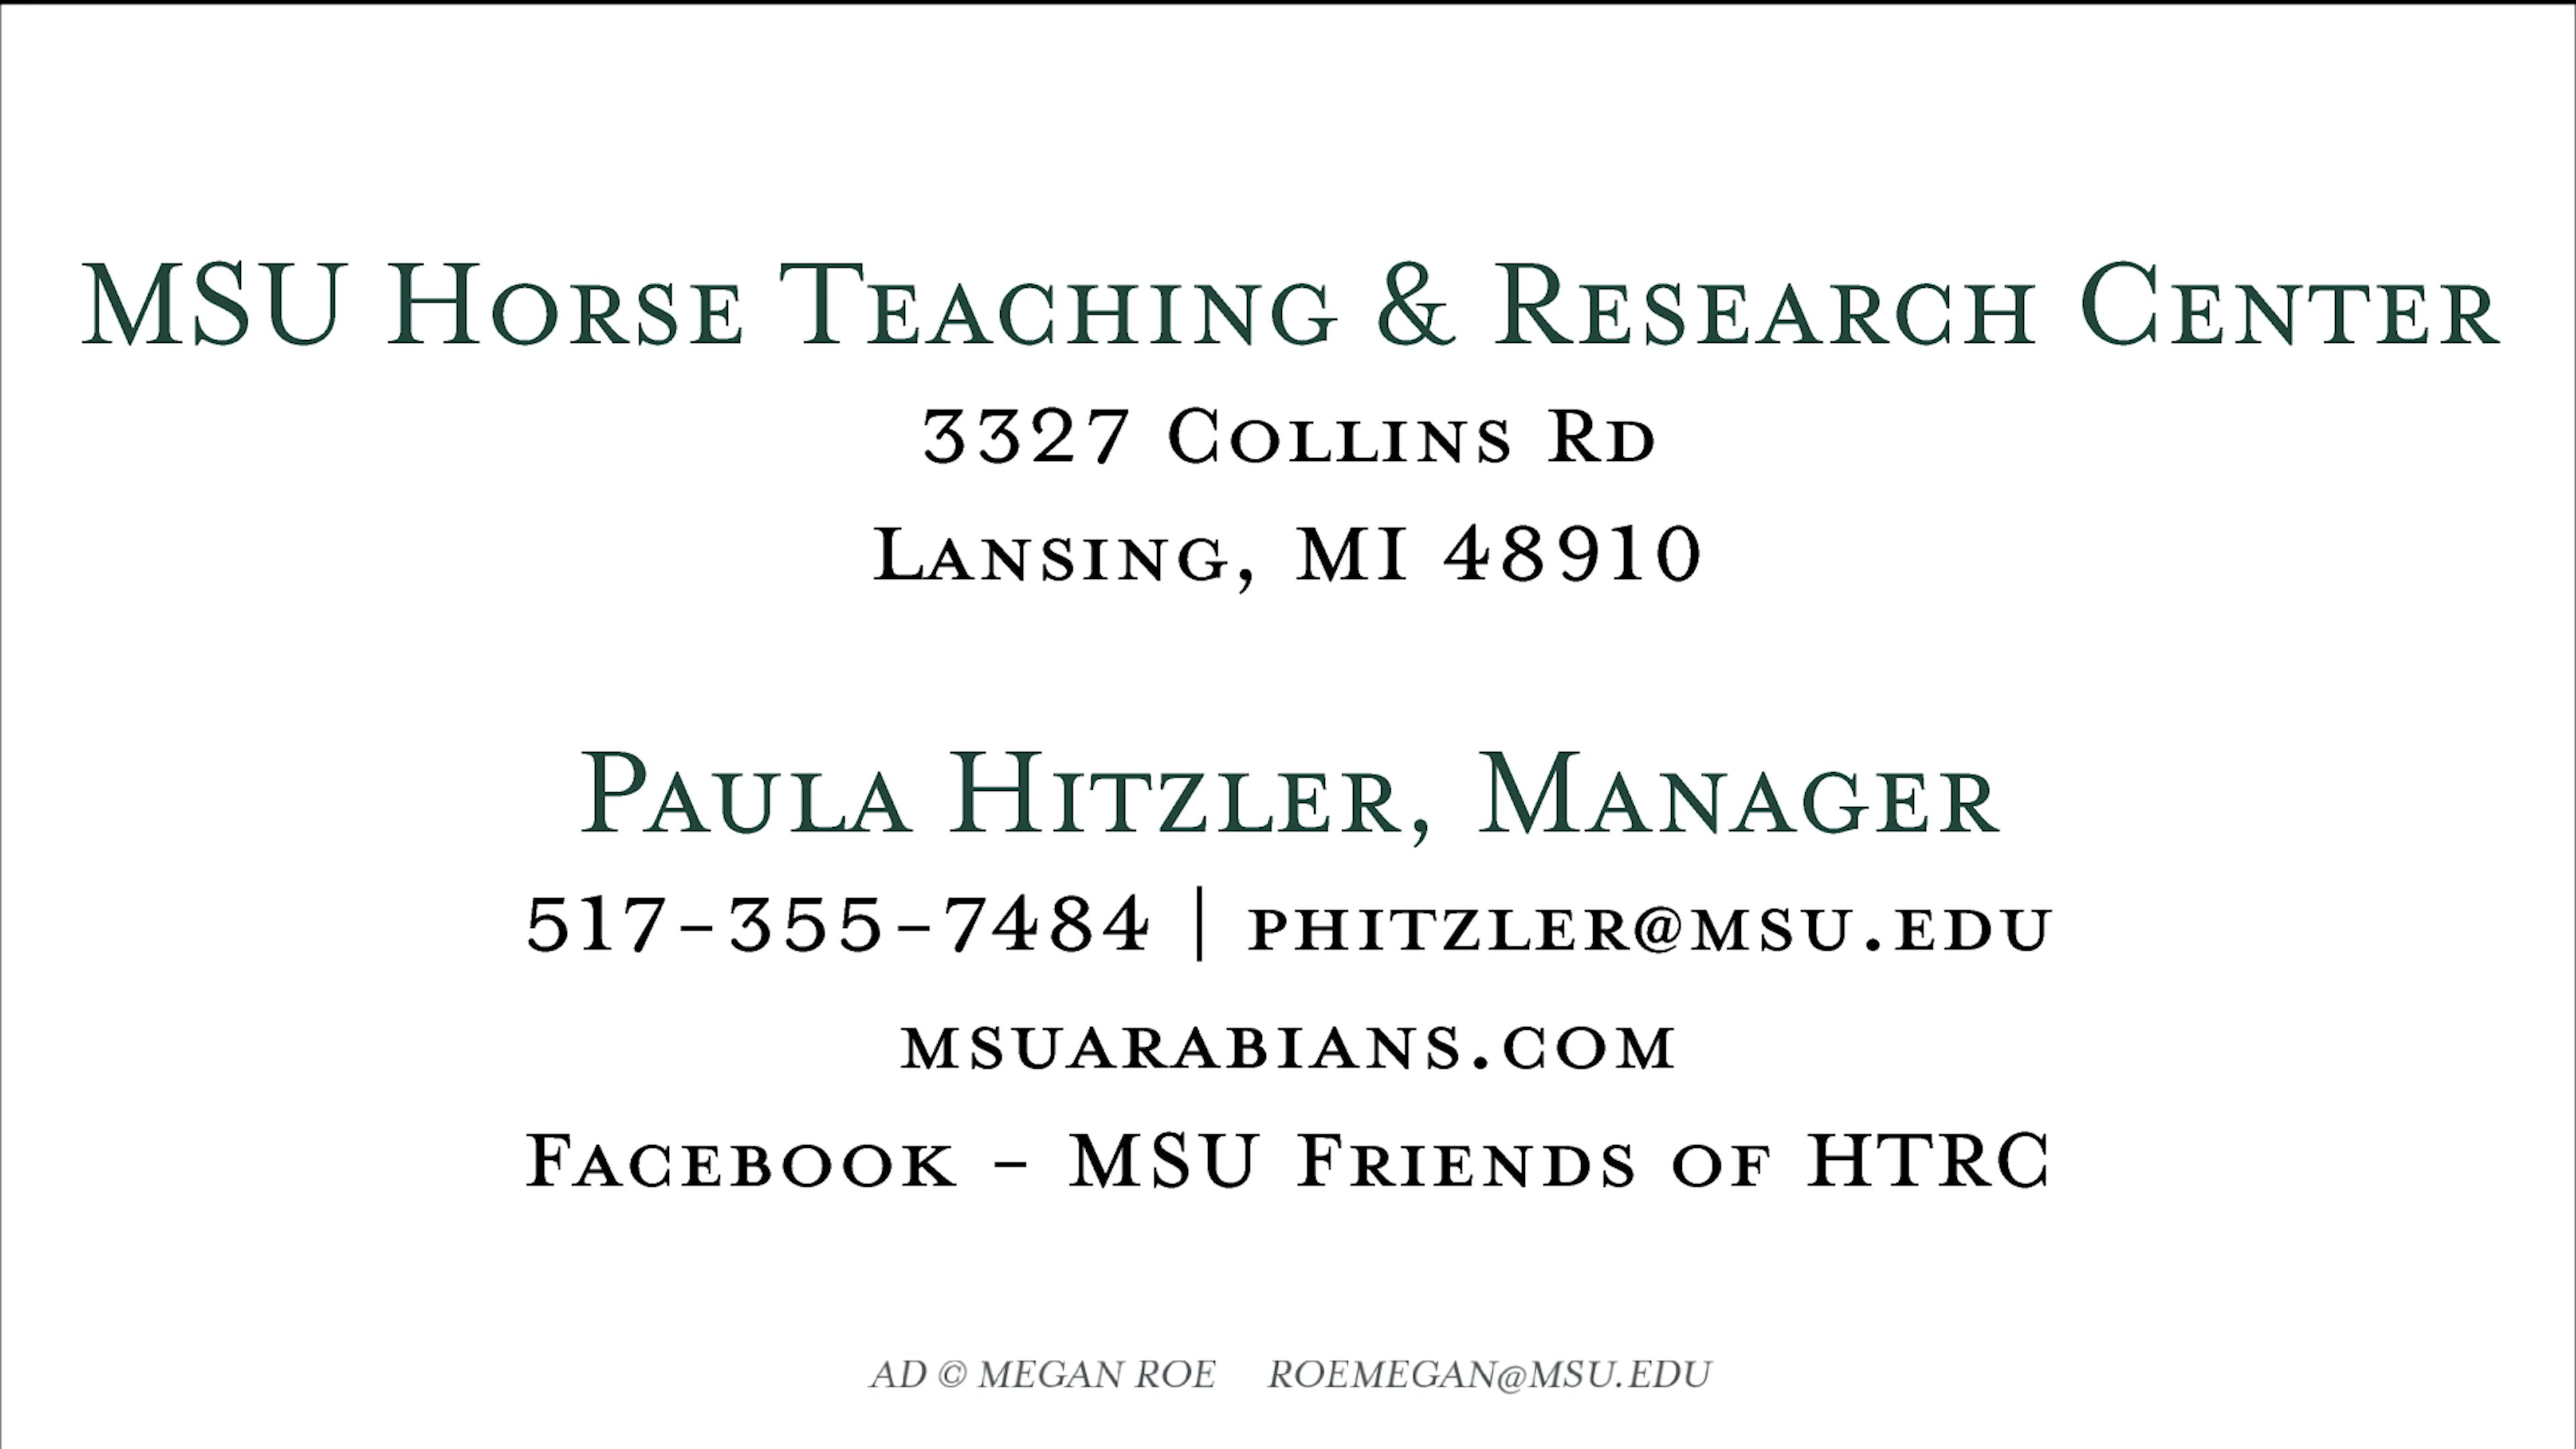 MSU Horse Teaching & Research Center
3327 Collins Rd
Lansing, MI 48910
Paula Hitzler, Manager
517-355-7484 | phitzler@msu.edu
msuarabians.com
Facebook - MSU Friends of HTRC
AD © MEGAN ROE ROEMEGAN@MSU.EDU